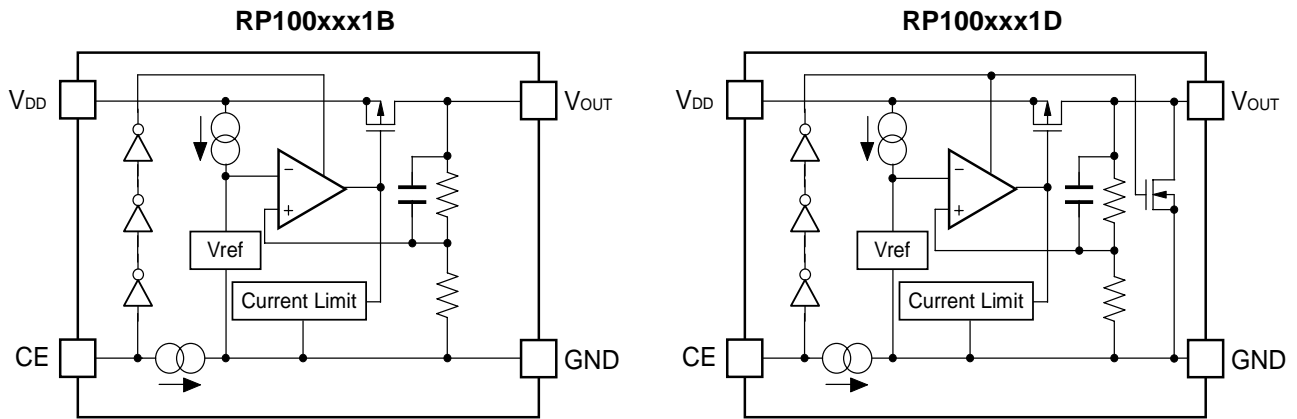 RP100xxx1B
VDD
VOUT
−
+
Vref
Current Limit
CE
GND
RP100xxx1D
VDD
VOUT
−
+
Vref
Current Limit
CE
GND